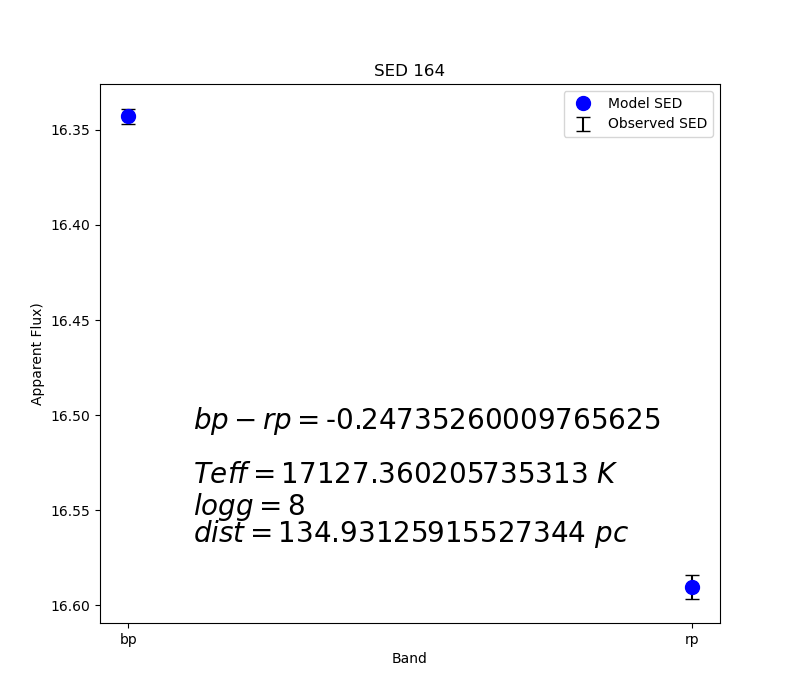 SED 164
Model SED
Observed SED
16.35
16.40
16.45
16.50
16.55
16.60
Apparent Flux)
bp − rp = -0.24735260009765625
Teff = 17127.360205735313 K
logg = 8
dist = 134.93125915527344 pc
bp
rp
Band